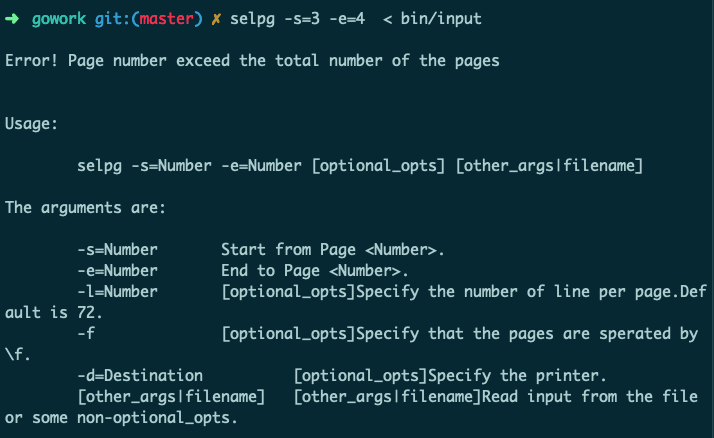 ➜  gowork git:(master) ✗ selpg -s=3 -e=4  < bin/input
Error! Page number exceed the total number of the pages
Usage:
        selpg -s=Number -e=Number [optional_opts] [other_args|filename]
The arguments are:
        -s=Number       Start from Page <Number>.
        -e=Number       End to Page <Number>.
        -l=Number       [optional_opts]Specify the number of line per page.Def
ault is 72.
        -f              [optional_opts]Specify that the pages are sperated by
\f.
        -d=Destination          [optional_opts]Specify the printer.
        [other_args|filename]   [other_args|filename]Read input from the file
or some non-optional_opts.